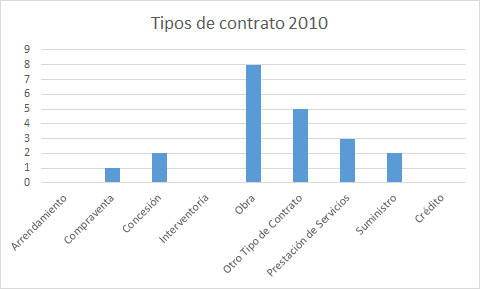 Tipos de contrato 2010
9
8
7
6
5
4
3
2
1
0
Arrendamiento
Compraventa
Concesión
Interventoría
Obra
Otro Tipo de Contrato
Prestación de Servicios
Suministro
Crédito